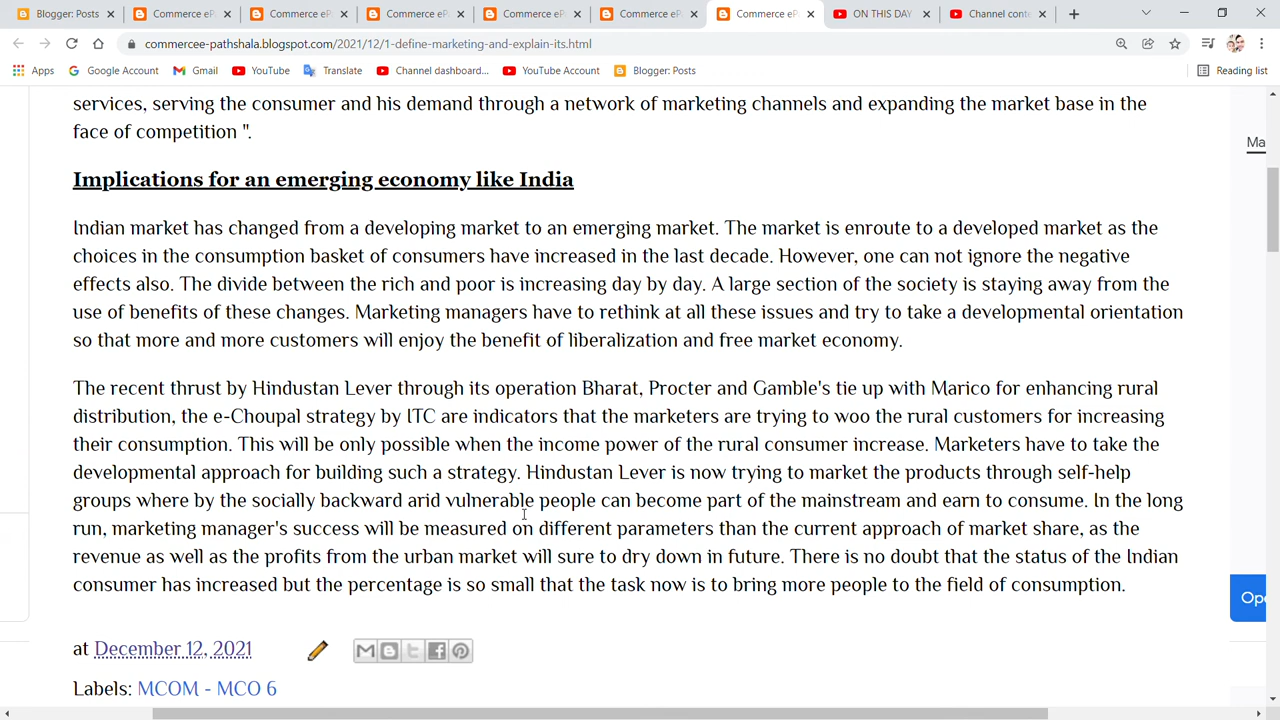 Blogger: Posts
Commerce eP
Commerce eP
Commerce eP
Commerce eP
Commerce eP
Commerce eP
ON THIS DAY
Channel conte
commercee-pathshala.blogspot.com/2021/12/1-define-marketing-and-explain-its.html
Apps
Google Account
Gmail
YouTube
Translate
Channel dashboard...
YouTube Account
Blogger: Posts
Reading list
services, serving the consumer and his demand through a network of marketing channels and expanding the market base in the
face of competition ".
Ma
Implications for an emerging economy like India
Indian market has changed from a developing market to an emerging market. The market is enroute to a developed market as the
choices in the consumption basket of consumers have increased in the last decade. However, one can not ignore the negative
effects also. The divide between the rich and poor is increasing day by day. A large section of the society is staying away from the
use of benefits of these changes. Marketing managers have to rethink at all these issues and try to take a developmental orientation
so that more and more customers will enjoy the benefit of liberalization and free market economy.
The recent thrust by Hindustan Lever through its operation Bharat, Procter and Gamble's tie up with Marico for enhancing rural
distribution, the e-Choupal strategy by ITC are indicators that the marketers are trying to woo the rural customers for increasing
their consumption. This will be only possible when the income power of the rural consumer increase. Marketers have to take the
developmental approach for building such a strategy. Hindustan Lever is now trying to market the products through self-help
groups where by the socially backward arid vulnerable people can become part of the mainstream and earn to consume. In the long
run, marketing manager's success will be measured on different parameters than the current approach of market share, as the
revenue as well as the profits from the urban market will sure to dry down in future. There is no doubt that the status of the Indian
consumer has increased but the percentage is so small that the task now is to bring more people to the field of consumption.
Ope
at December 12, 2021
Labels: MCOM - MCO 6